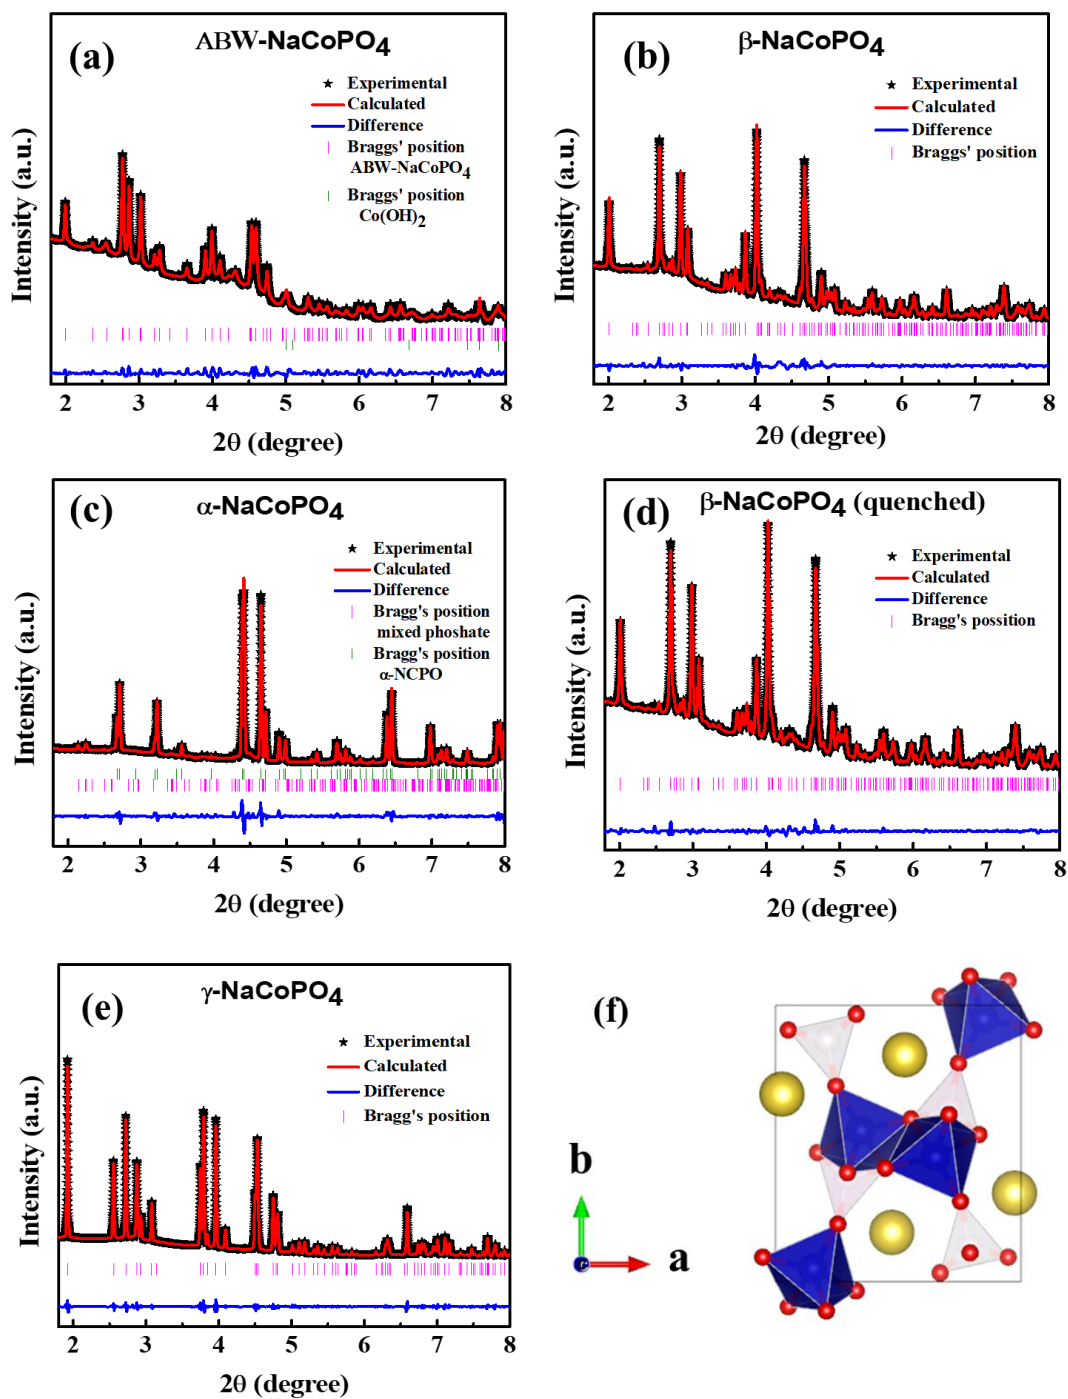 (a)
ABW-NaCoPO4
Experimental
Calculated
Difference
Braggs' position
ABW-NaCoPO4
Braggs' position
Co(OH)2
Intensity (a.u.)
2 3 4 5 6 7 8
2θ (degree)
(b)
β-NaCoPO4
Experimental
Calculated
Difference
Braggs' position
Intensity (a.u.)
2 3 4 5 6 7 8
2θ (degree)
(c)
α-NaCoPO4
Experimental
Calculated
Difference
Bragg's position
mixed phoshate
Bragg's position
α-NCPO
Intensity (a.u.)
2 3 4 5 6 7 8
2θ (degree)
(d)
β-NaCoPO4 (quenched)
Experimental
Calculated
Difference
Bragg's possition
Intensity (a.u.)
2 3 4 5 6 7 8
2θ (degree)
(e)
γ-NaCoPO4
Experimental
Calculated
Difference
Bragg's position
Intensity (a.u.)
2 3 4 5 6 7 8
2θ (degree)
(f)
b
a